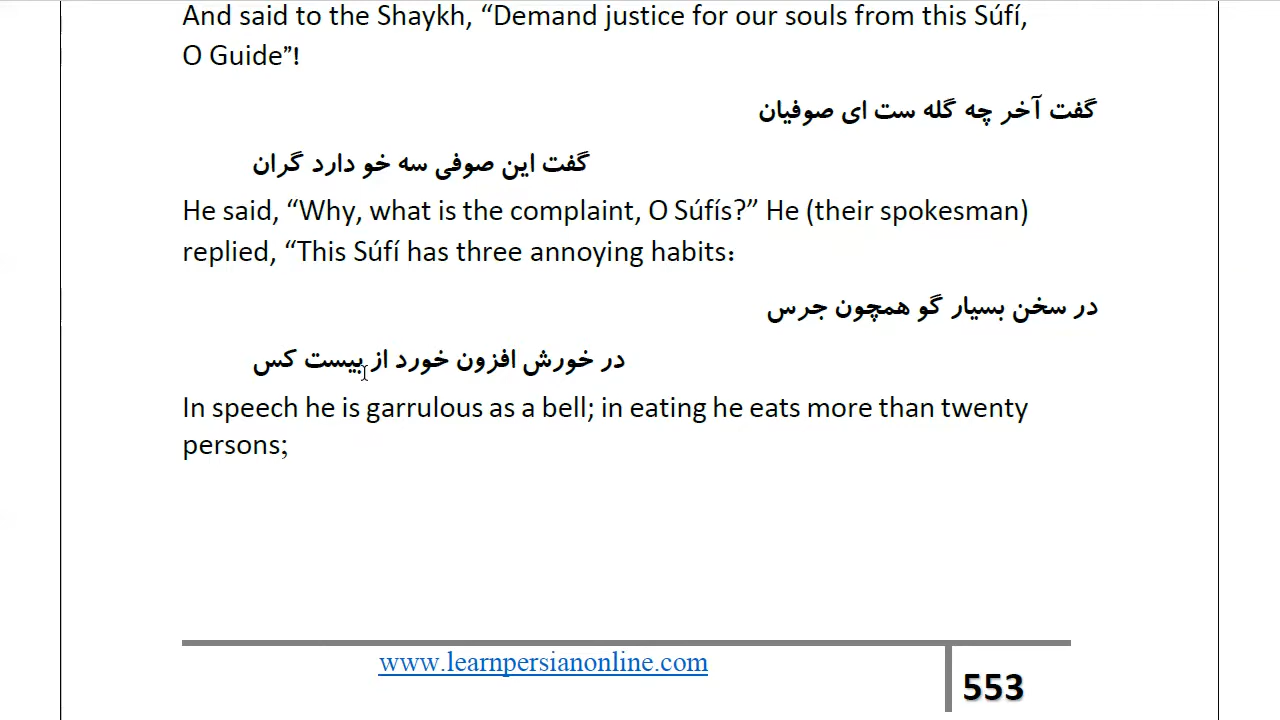 And said to the Shaykh, “Demand justice for our souls from this Súfí,
O Guide”!
گفت آخر چه گله ست ای صوفیان
گفت این صوفی سه خو دارد گران
He said, “Why, what is the complaint, O Súfís?” He (their spokesman)
replied, “This Súfí has three annoying habits:
در سخن بسیار گو همچون جرس
در خورش افزون خورد از بیست کس
In speech he is garrulous as a bell; in eating he eats more than twenty
persons;
www.learnpersianonline.com
553